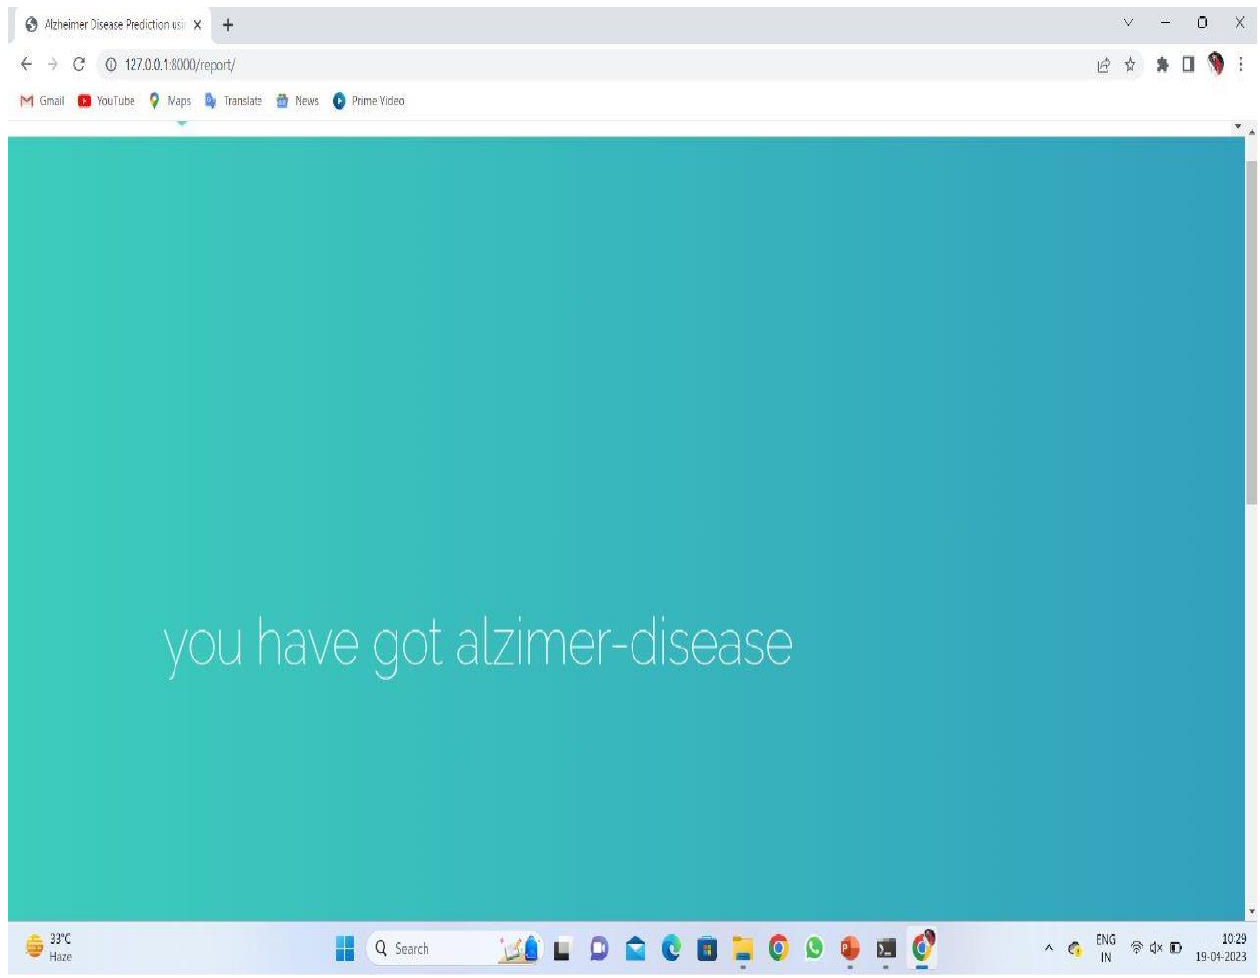 Alzheimer Disease Prediction usin
127.0.0.1:8000/report/
Gmail YouTube Maps Translate News Prime Video
you have got alzimer-disease
33°C
Haze
Search
ENG
IN
10:29
19-04-2023